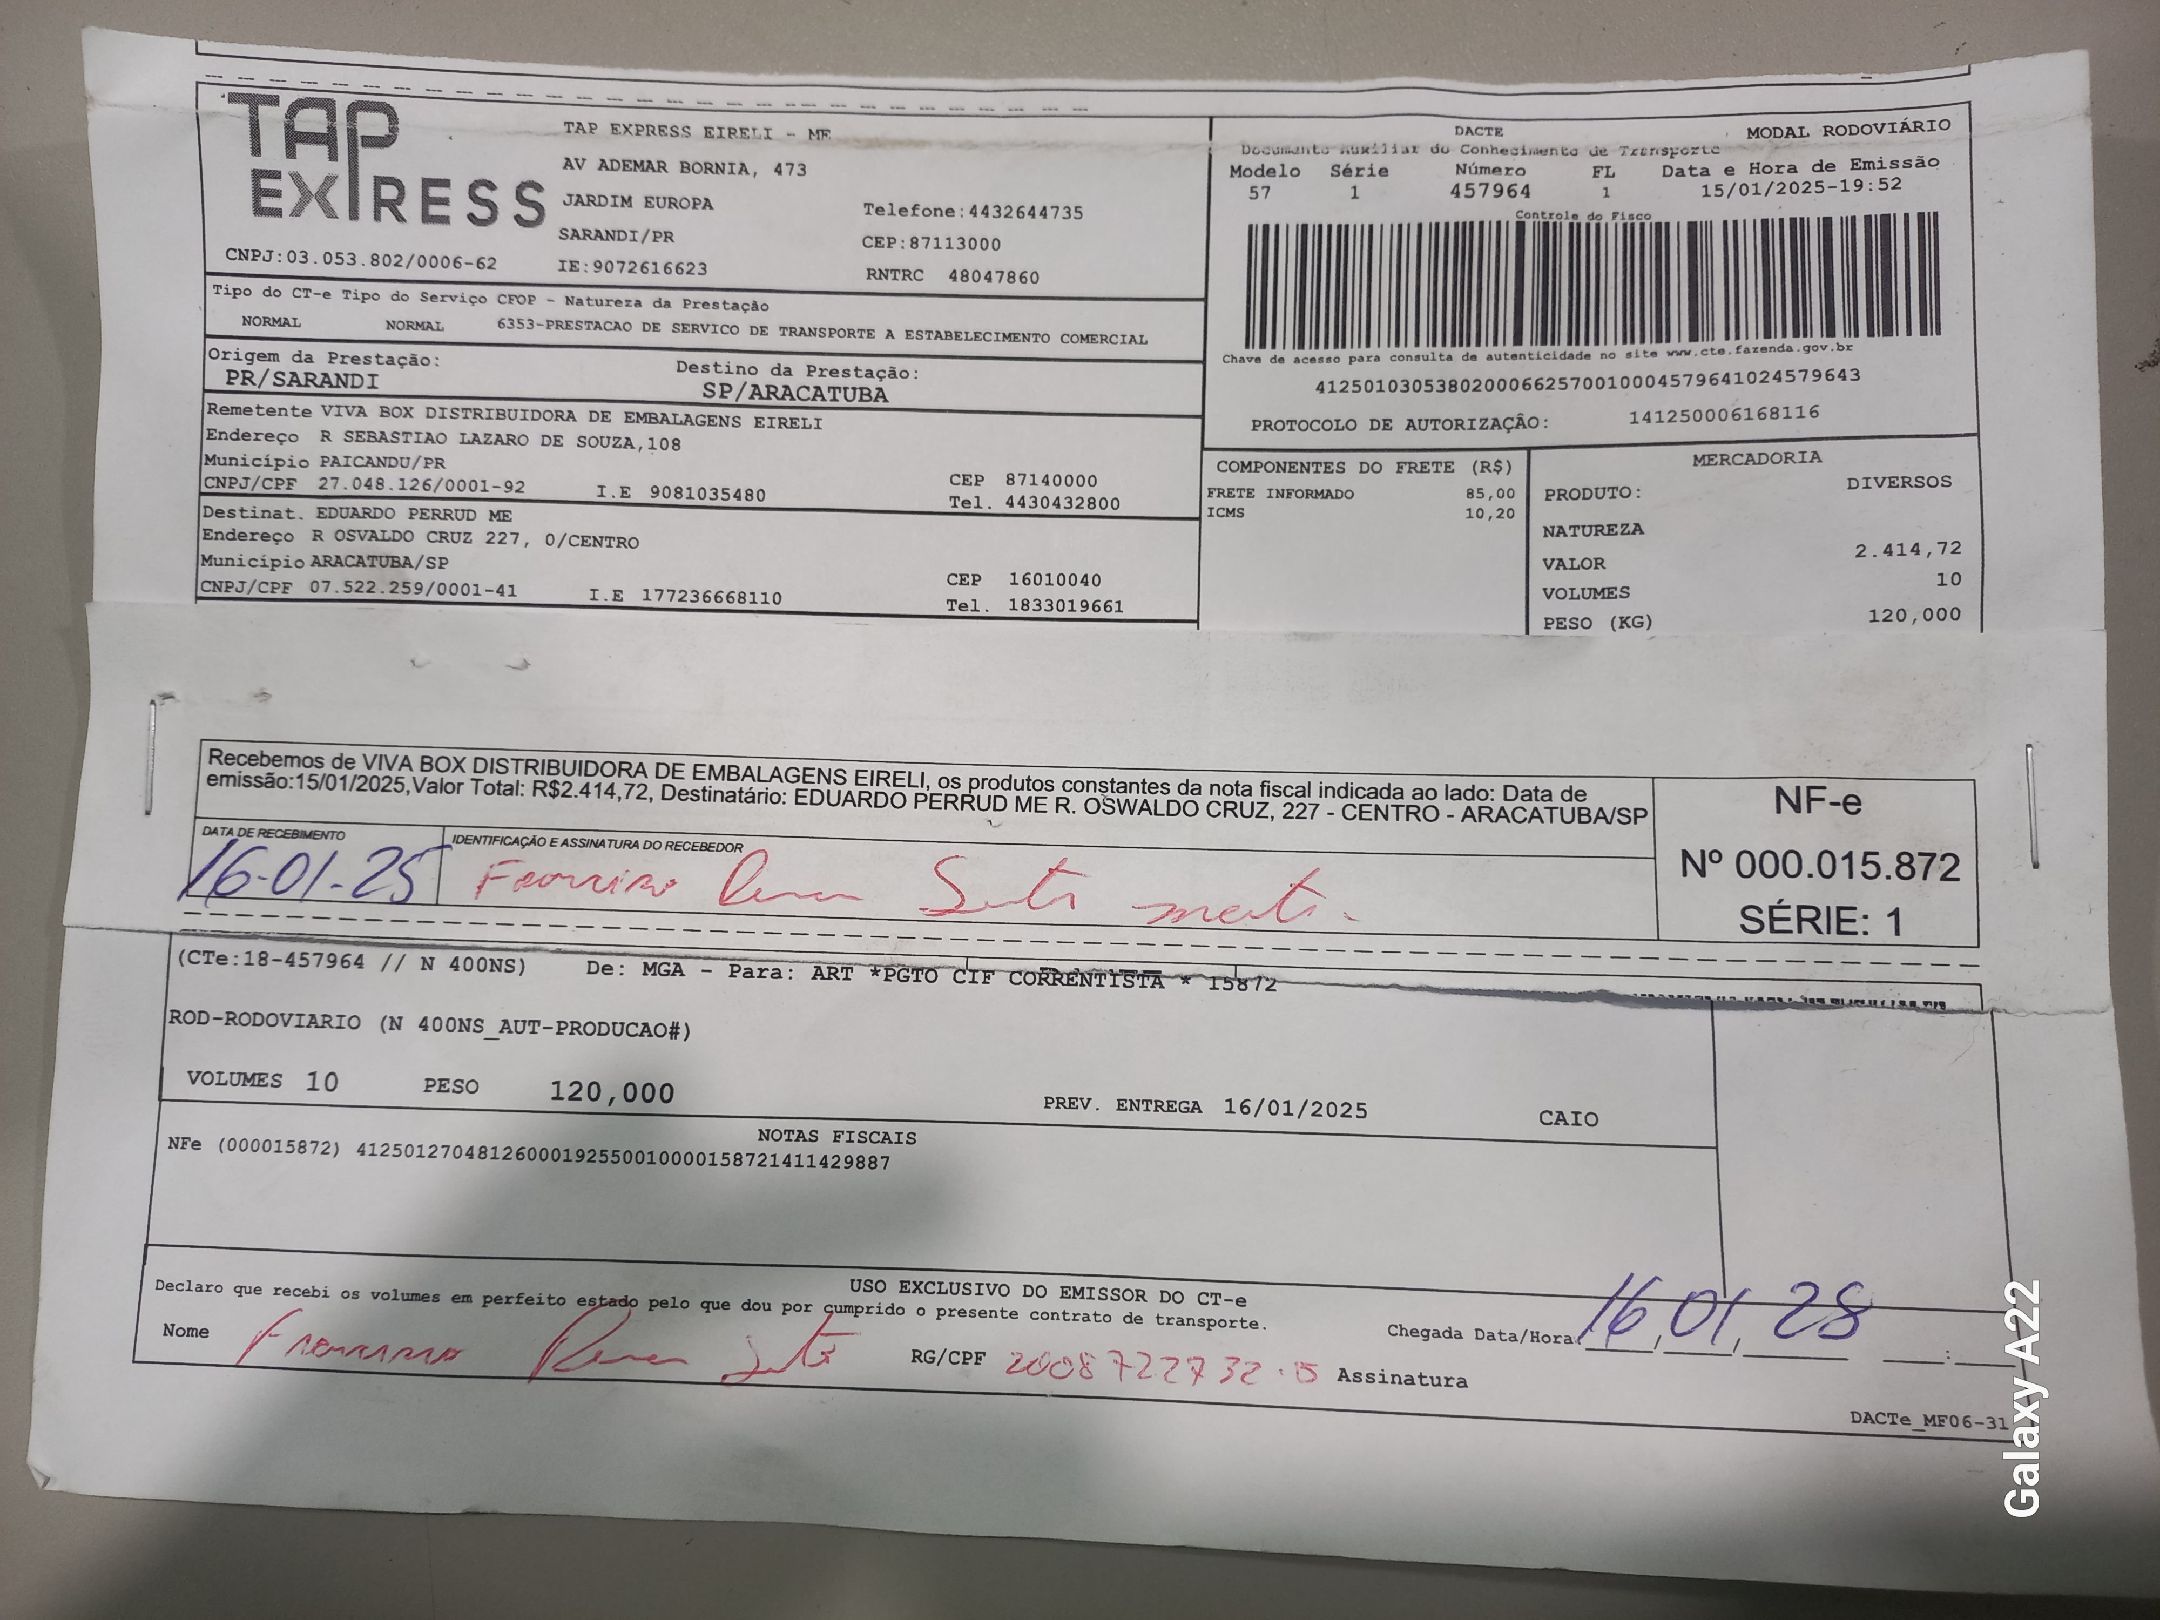 TAP EXPRESS
TAP EXPRESS EIRELI - ME
AV ADEMAR BORNIA, 473
JARDIM EUROPA
Telefone:4432644735
SARANDI/PR
CEP:87113000
CNPJ:03.053.802/0006-62
IE:9072616623
RNTRC 48047860
Tipo do CT-e Tipo do Serviço CFOP - Natureza da Prestação
NORMAL NORMAL 6353-PRESTACAO DE SERVICO DE TRANSPORTE A ESTABELECIMENTO COMERCIAL
Origem da Prestação: Destino da Prestação:
PR/SARANDI SP/ARACATUBA
Remetente VIVA BOX DISTRIBUIDORA DE EMBALAGENS EIRELI
Endereço R SEBASTIAO LAZARO DE SOUZA,108
Município PAICANDU/PR CEP 87140000
CNPJ/CPF 27.048.126/0001-92 I.E 9081035480 Tel. 4430432800
Destinat. EDUARDO PERRUD ME
Endereço R OSVALDO CRUZ 227, 0/CENTRO
Município ARACATUBA/SP CEP 16010040
CNPJ/CPF 07.522.259/0001-41 I.E 177236668110 Tel. 1833019661
DACTE MODAL RODOVIÁRIO
Documento Auxiliar do Conhecimento de Transporte
Modelo Série Número FL Data e Hora de Emissão
57 1 457964 1 15/01/2025-19:52
Controle do Fisco
Chave de acesso para consulta de autenticidade no site www.cte.fazenda.gov.br
41250103053802000662570010004579641024579643
PROTOCOLO DE AUTORIZAÇÃO: 141250006168116
COMPONENTES DO FRETE (R$)
FRETE INFORMADO 85,00
ICMS 10,20
MERCADORIA
PRODUTO: DIVERSOS
NATUREZA
VALOR 2.414,72
VOLUMES 10
PESO (KG) 120,000
Recebemos de VIVA BOX DISTRIBUIDORA DE EMBALAGENS EIRELI, os produtos constantes da nota fiscal indicada ao lado: Data de
emissão:15/01/2025,Valor Total: R$2.414,72, Destinatário: EDUARDO PERRUD ME R. OSWALDO CRUZ, 227 - CENTRO - ARACATUBA/SP
NF-e
Nº 000.015.872
SÉRIE: 1
DATA DE RECEBIMENTO IDENTIFICAÇÃO E ASSINATURA DO RECEBEDOR
16-01-25
(CTe:18-457964 // N 400NS) De: MGA - Para: ART *PGTO CIF CORRENTISTA * 15872
ROD-RODOVIARIO (N 400NS_AUT-PRODUCAO#)
VOLUMES 10 PESO 120,000 PREV. ENTREGA 16/01/2025 CAIO
NOTAS FISCAIS
NFe (000015872) 41250127048126000192550010000158721411429887
USO EXCLUSIVO DO EMISSOR DO CT-e
Declaro que recebi os volumes em perfeito estado pelo que dou por cumprido o presente contrato de transporte.
Chegada Data/Hora: 16, 01, 28
Nome RG/CPF Assinatura
DACTe_MF06-31
Galaxy A22